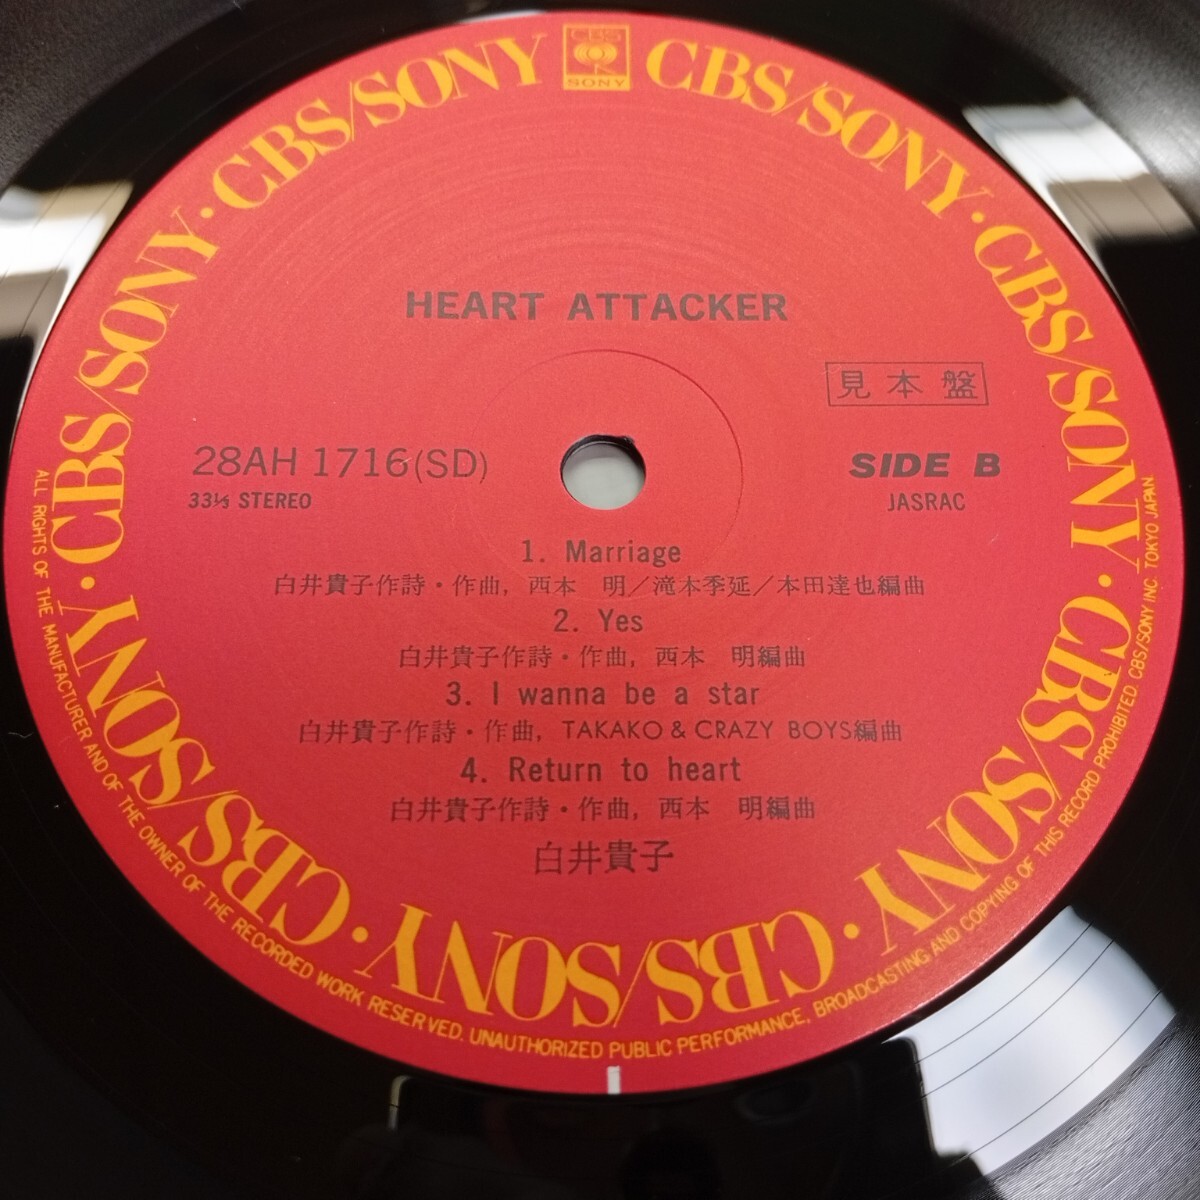 CBS
SONY
CBS/SONY · CBS/SONY · CBS/SONY · CBS/SONY · CBS/SONY · CBS/SONY · CBS/SONY · CBS/SONY
HEART ATTACKER
見本盤
28AH 1716(SD)
SIDE B
33⅓ STEREO
JASRAC
1. Marriage
白井貴子作詩・作曲, 西本 明/滝本季延/本田達也編曲
2. Yes
白井貴子作詩・作曲, 西本 明編曲
3. I wanna be a star
白井貴子作詩・作曲, TAKAKO & CRAZY BOYS編曲
4. Return to heart
白井貴子作詩・作曲, 西本 明編曲
白井貴子
ALL RIGHTS OF THE MANUFACTURER AND OF THE OWNER OF THE RECORDED WORK RESERVED. UNAUTHORIZED PUBLIC PERFORMANCE, BROADCASTING AND COPYING OF THIS RECORD PROHIBITED. CBS/SONY INC. TOKYO JAPAN